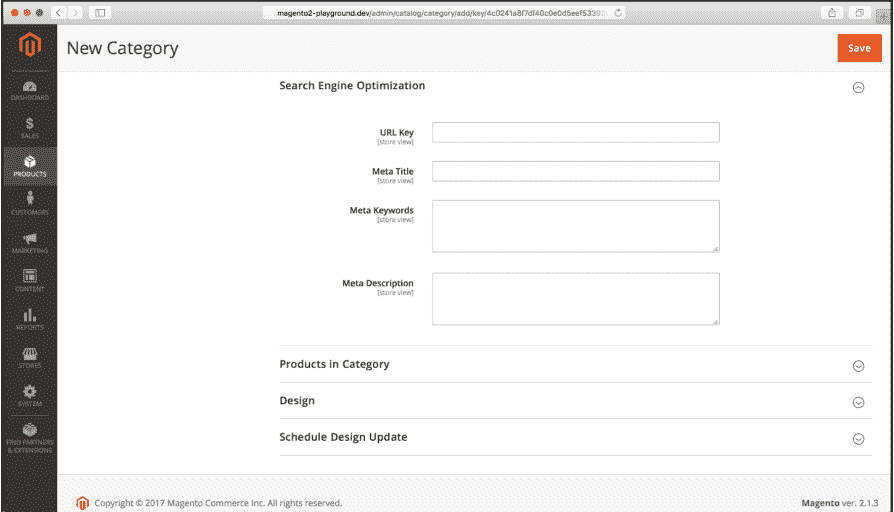 magento2-playground.dev/admin/catalog/category/add/key/4c0241a8f7df40c0e0d5eef53393
New Category
Save
DASHBOARD
$
SALES
PRODUCTS
CUSTOMERS
MARKETING
CONTENT
REPORTS
STORES
SYSTEM
FIND PARTNERS
& EXTENSIONS
Search Engine Optimization
URL Key
[store view]
Meta Title
[store view]
Meta Keywords
[store view]
Meta Description
[store view]
Products in Category
Design
Schedule Design Update
Copyright © 2017 Magento Commerce Inc. All rights reserved.
Magento ver. 2.1.3